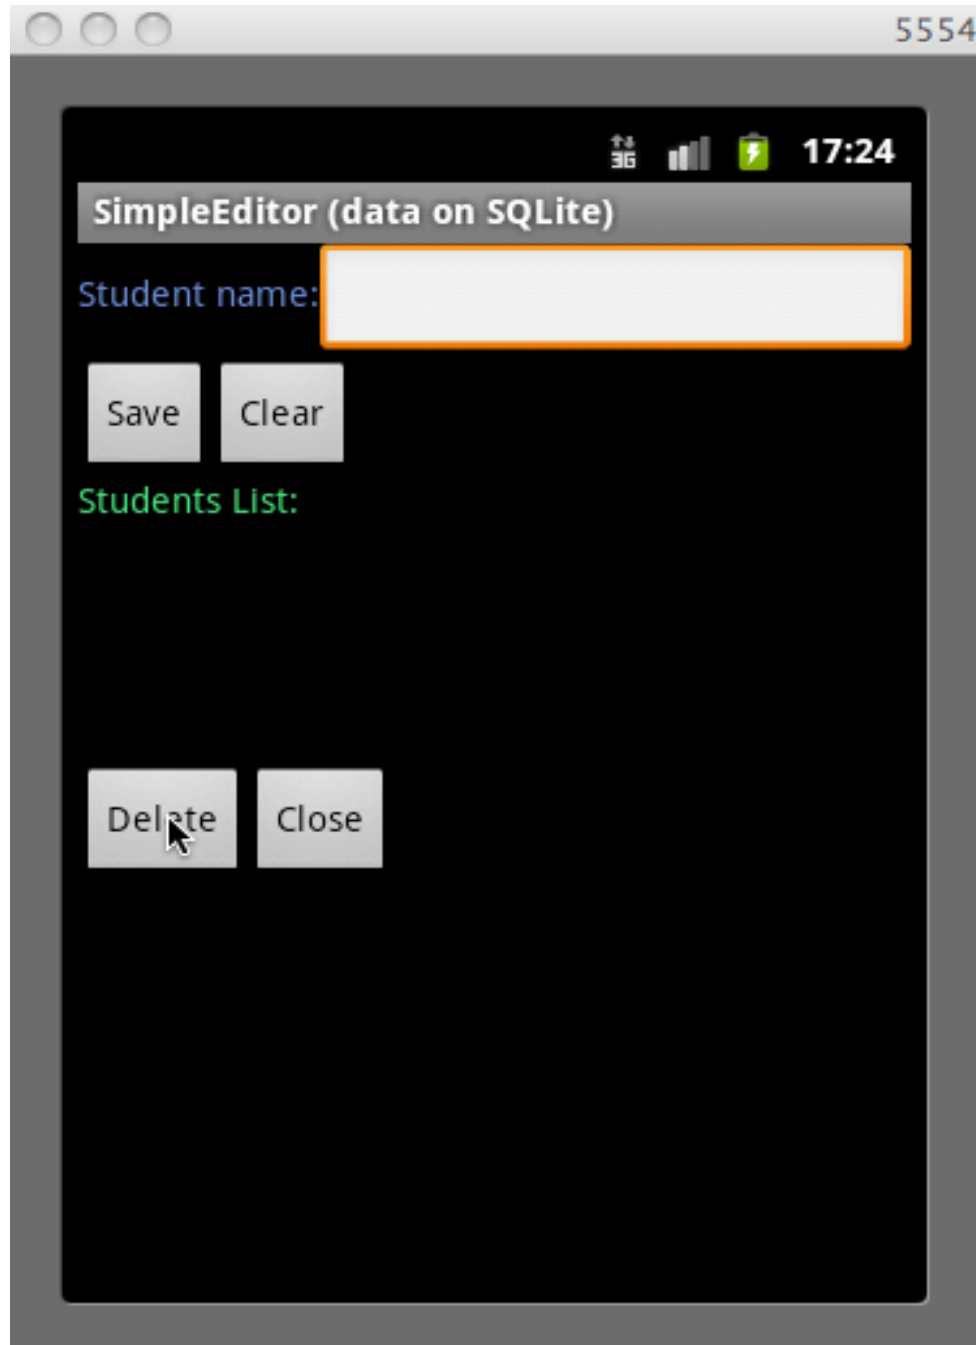 5554
3G 17:24
SimpleEditor (data on SQLite)
Student name:
Save Clear
Students List:
Delete Close